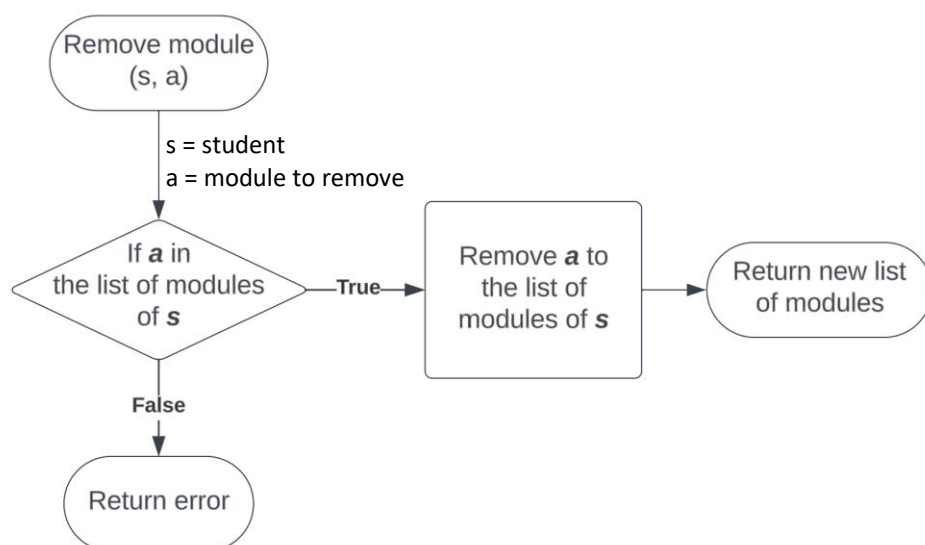 Remove module
(s, a)
s = student
a = module to remove
If a in
the list of modules
of s
True
Remove a to
the list of
modules of s
Return new list
of modules
False
Return error